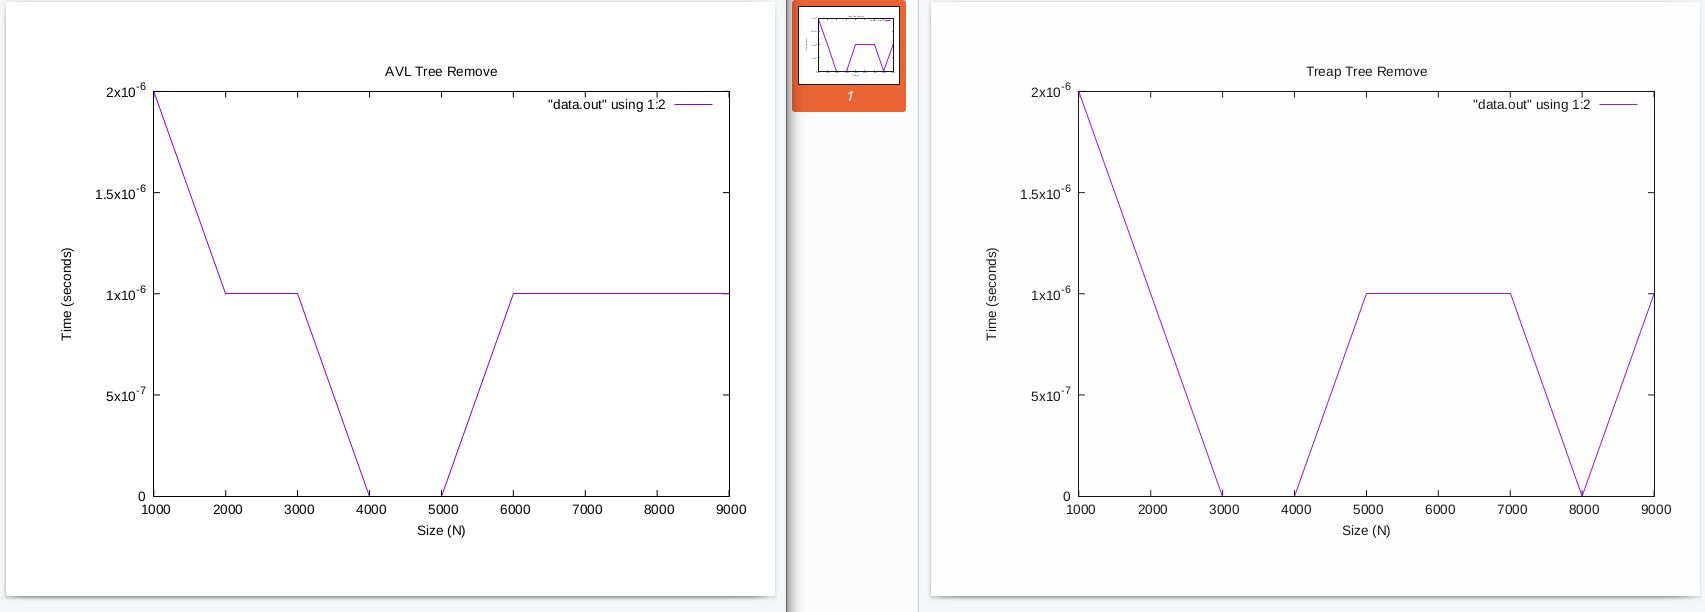 AVL Tree Remove
"data.out" using 1:2
2x10^-6
1.5x10^-6
1x10^-6
5x10^-7
0
Time (seconds)
1000 2000 3000 4000 5000 6000 7000 8000 9000
Size (N)
1
Treap Tree Remove
"data.out" using 1:2
2x10^-6
1.5x10^-6
1x10^-6
5x10^-7
0
Time (seconds)
1000 2000 3000 4000 5000 6000 7000 8000 9000
Size (N)